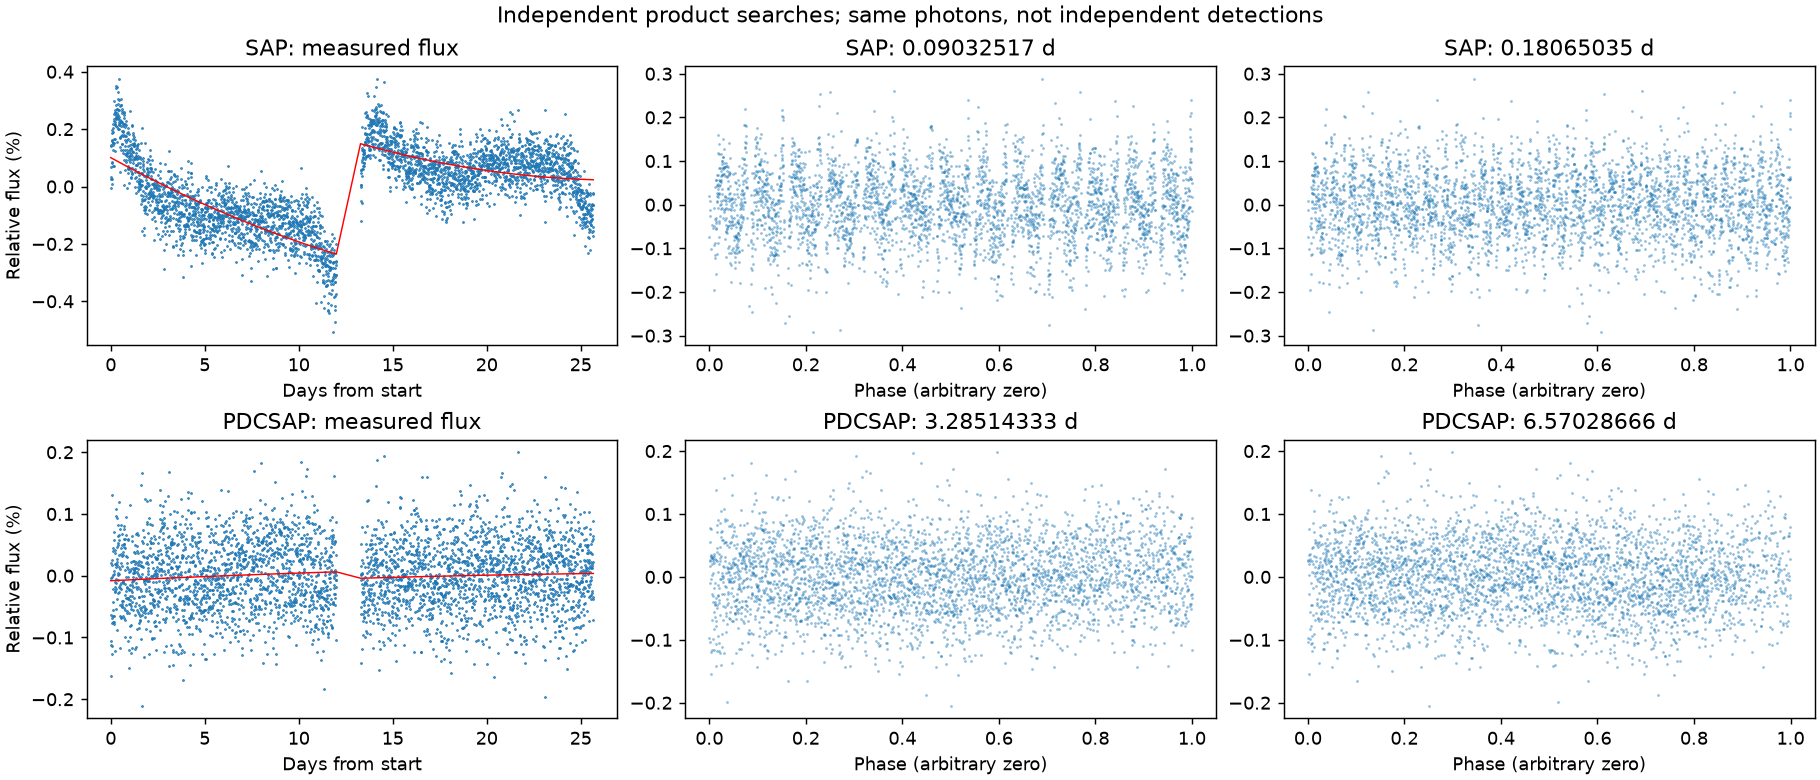 Independent product searches; same photons, not independent detections
SAP: measured flux
SAP: 0.09032517 d
SAP: 0.18065035 d
Relative flux (%)
0.4
0.2
0.0
−0.2
−0.4
0.3
0.2
0.1
0.0
−0.1
−0.2
−0.3
0.3
0.2
0.1
0.0
−0.1
−0.2
−0.3
0 5 10 15 20 25
0.0 0.2 0.4 0.6 0.8 1.0
0.0 0.2 0.4 0.6 0.8 1.0
Days from start
Phase (arbitrary zero)
Phase (arbitrary zero)
PDCSAP: measured flux
PDCSAP: 3.28514333 d
PDCSAP: 6.57028666 d
Relative flux (%)
0.2
0.1
0.0
−0.1
−0.2
0.2
0.1
0.0
−0.1
−0.2
0.2
0.1
0.0
−0.1
−0.2
0 5 10 15 20 25
0.0 0.2 0.4 0.6 0.8 1.0
0.0 0.2 0.4 0.6 0.8 1.0
Days from start
Phase (arbitrary zero)
Phase (arbitrary zero)